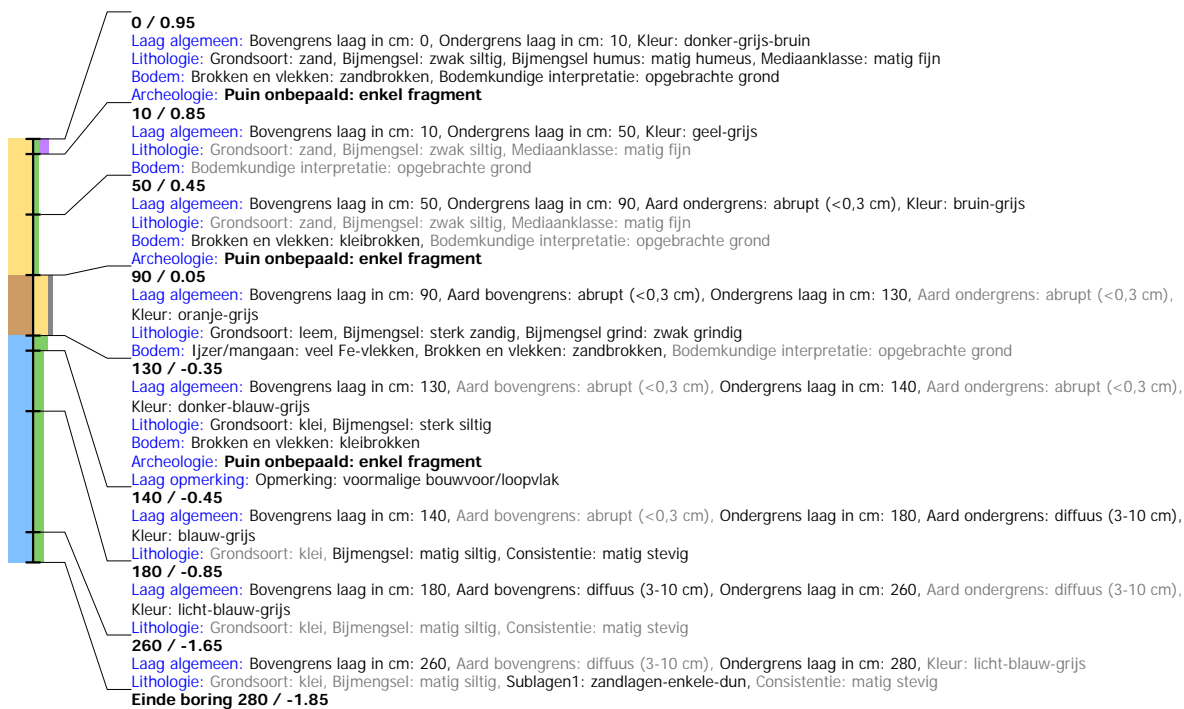 0 / 0.95
Laag algemeen: Bovengrens laag in cm: 0, Ondergrens laag in cm: 10, Kleur: donker-grijs-bruin
Lithologie: Grondsoort: zand, Bijmengsel: zwak siltig, Bijmengsel humus: matig humeus, Mediaanklasse: matig fijn
Bodem: Brokken en vlekken: zandbrokken, Bodemkundige interpretatie: opgebrachte grond
Archeologie: Puin onbepaald: enkel fragment
10 / 0.85
Laag algemeen: Bovengrens laag in cm: 10, Ondergrens laag in cm: 50, Kleur: geel-grijs
Lithologie: Grondsoort: zand, Bijmengsel: zwak siltig, Mediaanklasse: matig fijn
Bodem: Bodemkundige interpretatie: opgebrachte grond
50 / 0.45
Laag algemeen: Bovengrens laag in cm: 50, Ondergrens laag in cm: 90, Aard ondergrens: abrupt (<0,3 cm), Kleur: bruin-grijs
Lithologie: Grondsoort: zand, Bijmengsel: zwak siltig, Mediaanklasse: matig fijn
Bodem: Brokken en vlekken: kleibrokken, Bodemkundige interpretatie: opgebrachte grond
Archeologie: Puin onbepaald: enkel fragment
90 / 0.05
Laag algemeen: Bovengrens laag in cm: 90, Aard bovengrens: abrupt (<0,3 cm), Ondergrens laag in cm: 130, Aard ondergrens: abrupt (<0,3 cm),
Kleur: oranje-grijs
Lithologie: Grondsoort: leem, Bijmengsel: sterk zandig, Bijmengsel grind: zwak grindig
Bodem: Ijzer/mangaan: veel Fe-vlekken, Brokken en vlekken: zandbrokken, Bodemkundige interpretatie: opgebrachte grond
130 / -0.35
Laag algemeen: Bovengrens laag in cm: 130, Aard bovengrens: abrupt (<0,3 cm), Ondergrens laag in cm: 140, Aard ondergrens: abrupt (<0,3 cm),
Kleur: donker-blauw-grijs
Lithologie: Grondsoort: klei, Bijmengsel: sterk siltig
Bodem: Brokken en vlekken: kleibrokken
Archeologie: Puin onbepaald: enkel fragment
Laag opmerking: Opmerking: voormalige bouwvoor/loopvlak
140 / -0.45
Laag algemeen: Bovengrens laag in cm: 140, Aard bovengrens: abrupt (<0,3 cm), Ondergrens laag in cm: 180, Aard ondergrens: diffuus (3-10 cm),
Kleur: blauw-grijs
Lithologie: Grondsoort: klei, Bijmengsel: matig siltig, Consistentie: matig stevig
180 / -0.85
Laag algemeen: Bovengrens laag in cm: 180, Aard bovengrens: diffuus (3-10 cm), Ondergrens laag in cm: 260, Aard ondergrens: diffuus (3-10 cm),
Kleur: licht-blauw-grijs
Lithologie: Grondsoort: klei, Bijmengsel: matig siltig, Consistentie: matig stevig
260 / -1.65
Laag algemeen: Bovengrens laag in cm: 260, Aard bovengrens: diffuus (3-10 cm), Ondergrens laag in cm: 280, Kleur: licht-blauw-grijs
Lithologie: Grondsoort: klei, Bijmengsel: matig siltig, Sublagen1: zandlagen-enkele-dun, Consistentie: matig stevig
Einde boring 280 / -1.85